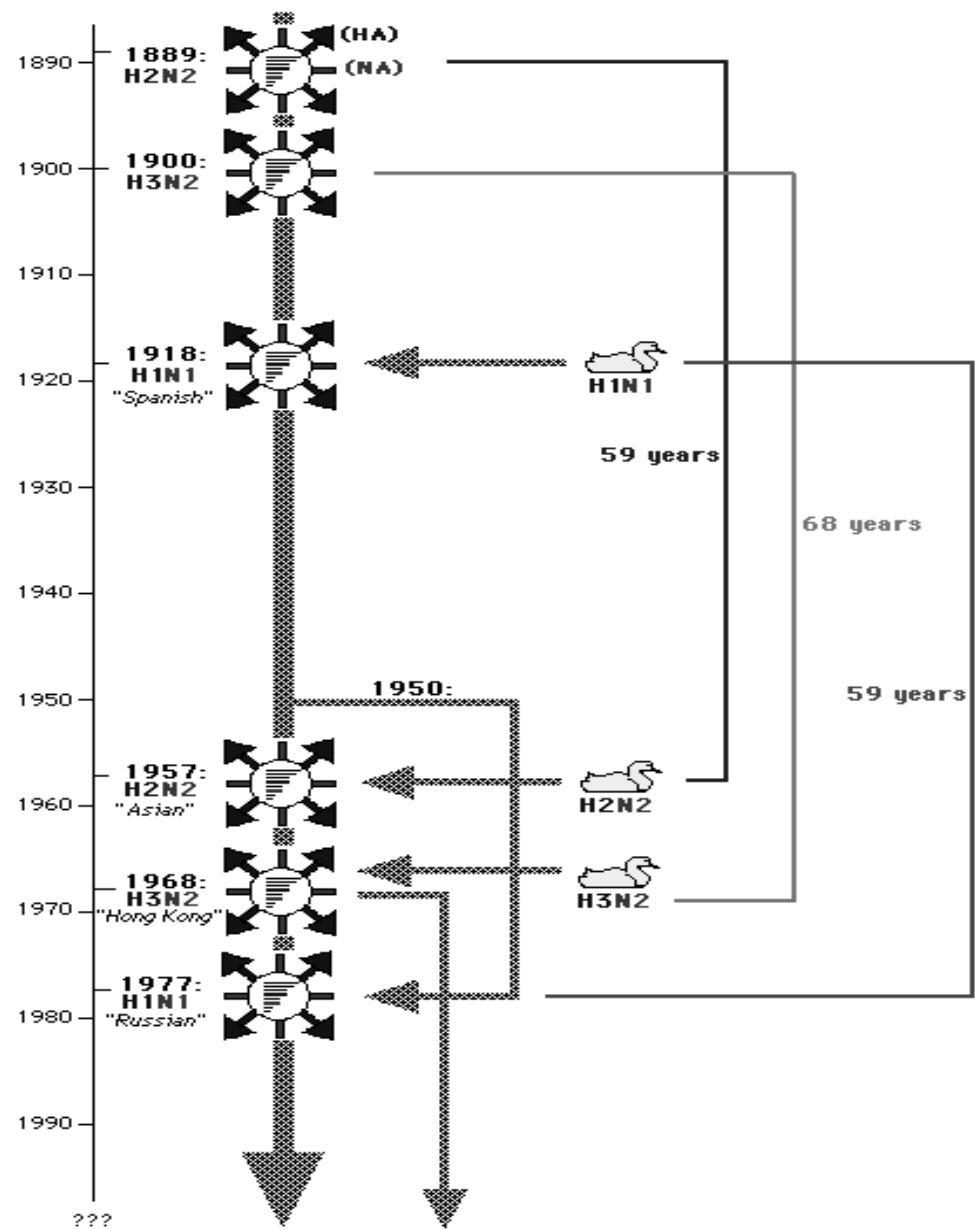 (HA)
1890
1889:
H2N2
(NA)
1900
1900:
H3N2
1910
1918:
H1N1
"Spanish"
1920
H1N1
59 years
1930
68 years
1940
1950
1950:
59 years
1957:
H2N2
"Asian"
1960
H2N2
1968:
H3N2
"Hong Kong"
1970
H3N2
1977:
H1N1
"Russian"
1980
1990
???